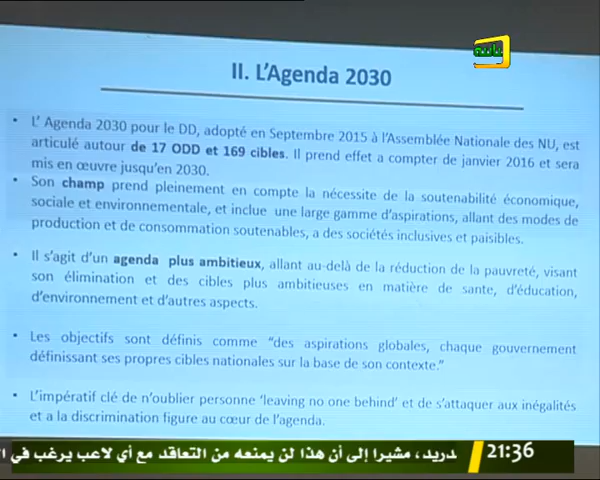 ثانية
II. L'Agenda 2030
• L' Agenda 2030 pour le DD, adopté en Septembre 2015 à l'Assemblée Nationale des NU, est
articulé autour de 17 ODD et 169 cibles. Il prend effet a compter de janvier 2016 et sera
mis en œuvre jusqu'en 2030.
• Son champ prend pleinement en compte la nécessite de la soutenabilité économique,
sociale et environnementale, et inclue une large gamme d'aspirations, allant des modes de
production et de consommation soutenables, a des sociétés inclusives et paisibles.
• Il s'agit d'un agenda plus ambitieux, allant au-delà de la réduction de la pauvreté, visant
son élimination et des cibles plus ambitieuses en matière de sante, d'éducation,
d'environnement et d'autres aspects.
• Les objectifs sont définis comme "des aspirations globales, chaque gouvernement
définissant ses propres cibles nationales sur la base de son contexte."
• L'impératif clé de n'oublier personne 'leaving no one behind' et de s'attaquer aux inégalités
et a la discrimination figure au cœur de l'agenda.
دريد، مشيرا إلى أن هذا لن يمنعه من التعاقد مع أي لاعب يرغب في
21:36